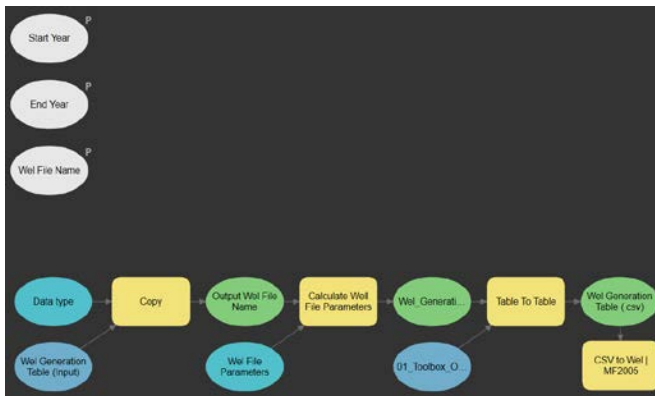 P
Start Year
P
End Year
P
Wel File Name
Data type
Copy
Output Wel File
Name
Calculate Well
File Parameters
Wel_Generati...
Table To Table
Wel Generation
Table (.csv)
Wel Generation
Table (Input)
Wel File
Parameters
01_Toolbox_O...
CSV to Wel |
MF2005